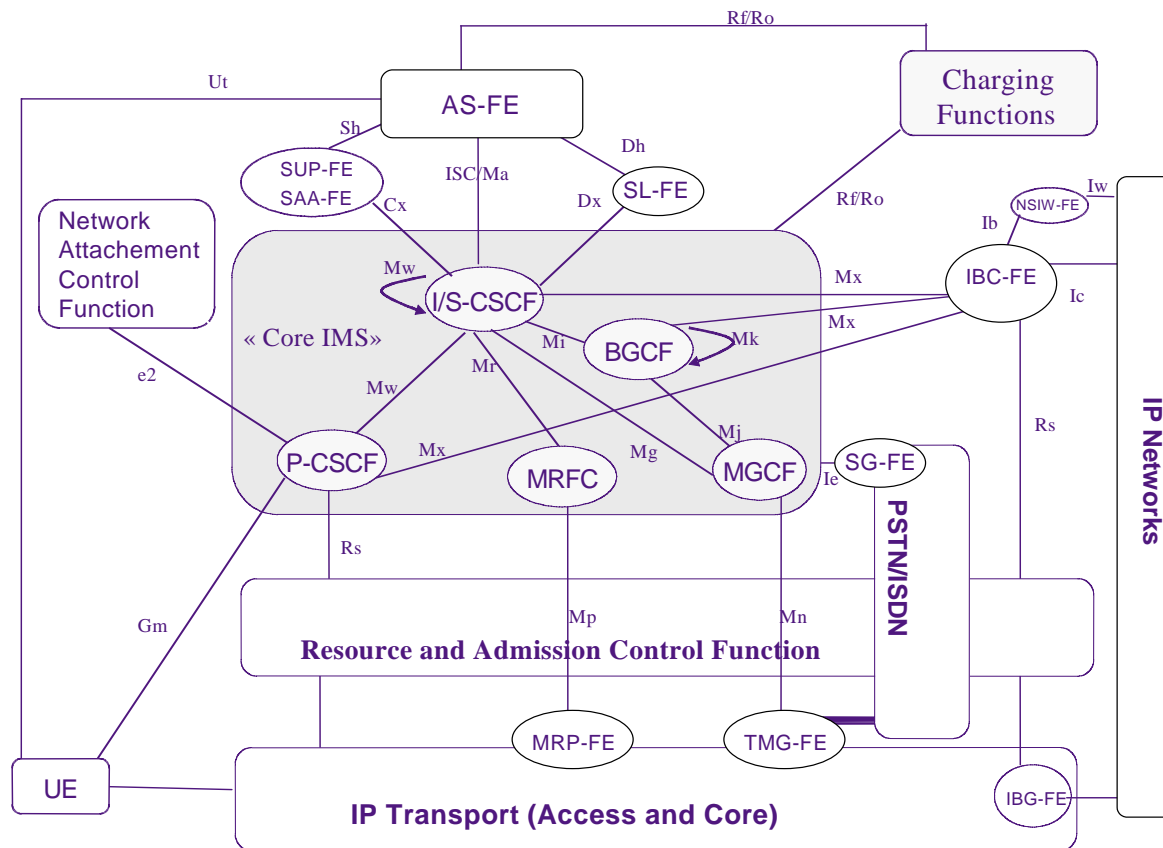 Rf/Ro
Ut
AS-FE
Charging
Functions
Sh
ISC/Ma
Dh
SUP-FE
SAA-FE
SL-FE
Cx
Dx
Rf/Ro
Iw
NSIW-FE
Ib
Network
Attachement
Control
Function
Mw
I/S-CSCF
Mx
IBC-FE
Ic
« Core IMS»
Mi
BGCF
Mk
Mx
e2
Mw
Mr
Mx
Mg
Mj
Rs
P-CSCF
MRFC
MGCF
Ie
SG-FE
PSTN/ISDN
IP Networks
Rs
Gm
Mp
Mn
Resource and Admission Control Function
MRP-FE
TMG-FE
UE
IBG-FE
IP Transport (Access and Core)